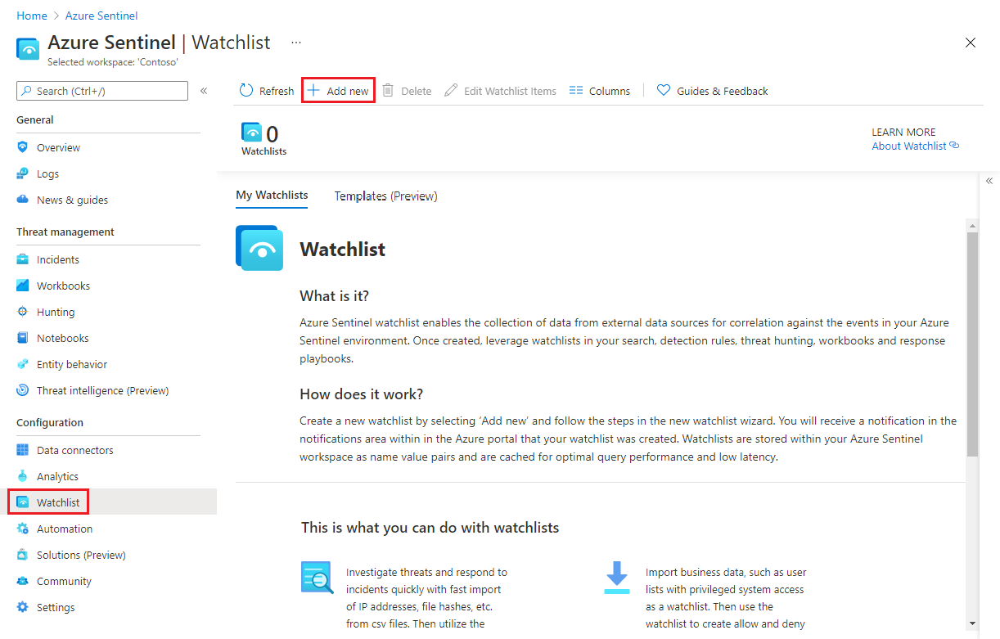 Home > Azure Sentinel
Azure Sentinel | Watchlist ...
Selected workspace: 'Contoso'
Search (Ctrl+/)
«
General
Overview
Logs
News & guides
Threat management
Incidents
Workbooks
Hunting
Notebooks
Entity behavior
Threat intelligence (Preview)
Configuration
Data connectors
Analytics
Watchlist
Automation
Solutions (Preview)
Community
Settings
Refresh
Add new
Delete
Edit Watchlist Items
Columns
Guides & Feedback
0
Watchlists
LEARN MORE
About Watchlist
«
My Watchlists
Templates (Preview)
Watchlist
What is it?
Azure Sentinel watchlist enables the collection of data from external data sources for correlation against the events in your Azure
Sentinel environment. Once created, leverage watchlists in your search, detection rules, threat hunting, workbooks and response
playbooks.
How does it work?
Create a new watchlist by selecting ‘Add new’ and follow the steps in the new watchlist wizard. You will receive a notification in the
notifications area within in the Azure portal that your watchlist was created. Watchlists are stored within your Azure Sentinel
workspace as name value pairs and are cached for optimal query performance and low latency.
This is what you can do with watchlists
Investigate threats and respond to
incidents quickly with fast import
of IP addresses, file hashes, etc.
from csv files. Then utilize the
Import business data, such as user
lists with privileged system access
as a watchlist. Then use the
watchlist to create allow and deny